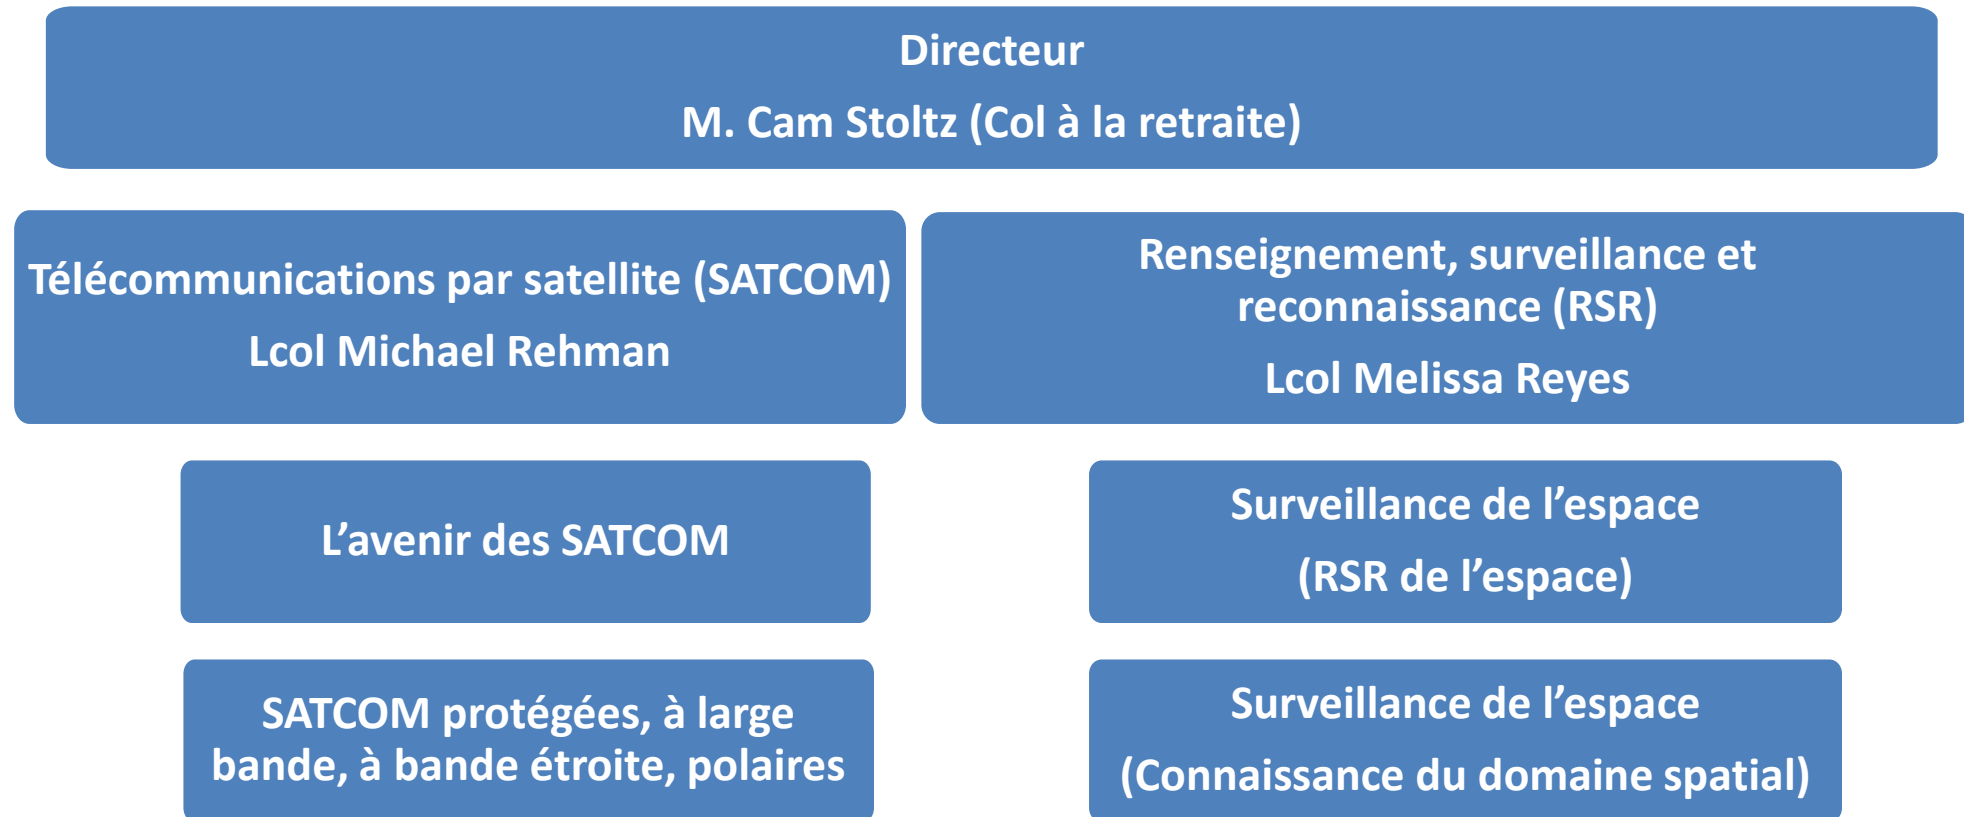 Directeur
M. Cam Stoltz (Col à la retraite)
Télécommunications par satellite (SATCOM)
Lcol Michael Rehman
Renseignement, surveillance et
reconnaissance (RSR)
Lcol Melissa Reyes
L’avenir des SATCOM
Surveillance de l’espace
(RSR de l’espace)
SATCOM protégées, à large
bande, à bande étroite, polaires
Surveillance de l’espace
(Connaissance du domaine spatial)